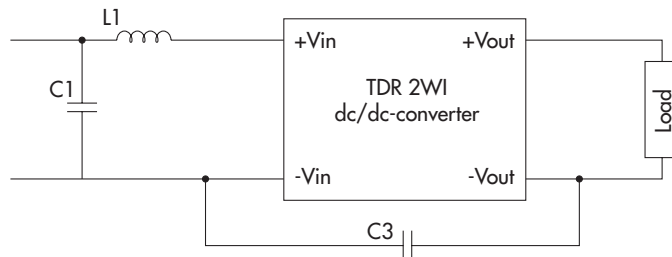 L1
+Vin
+Vout
C1
TDR 2WI
dc/dc-converter
Load
-Vin
-Vout
C3